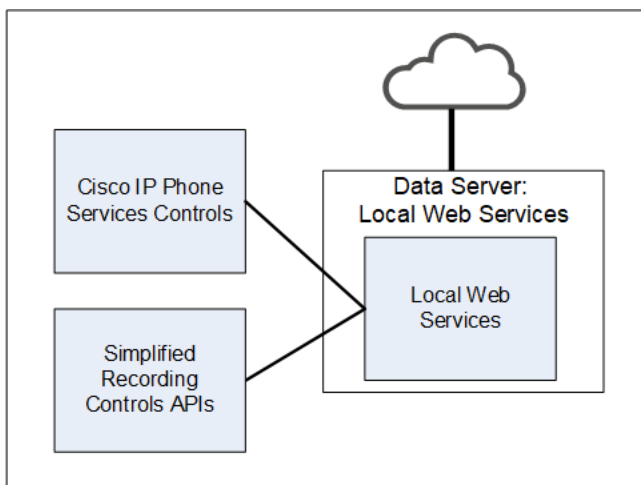 Cisco IP Phone
Services Controls
Data Server:
Local Web Services
Local Web
Services
Simplified
Recording
Controls APIs